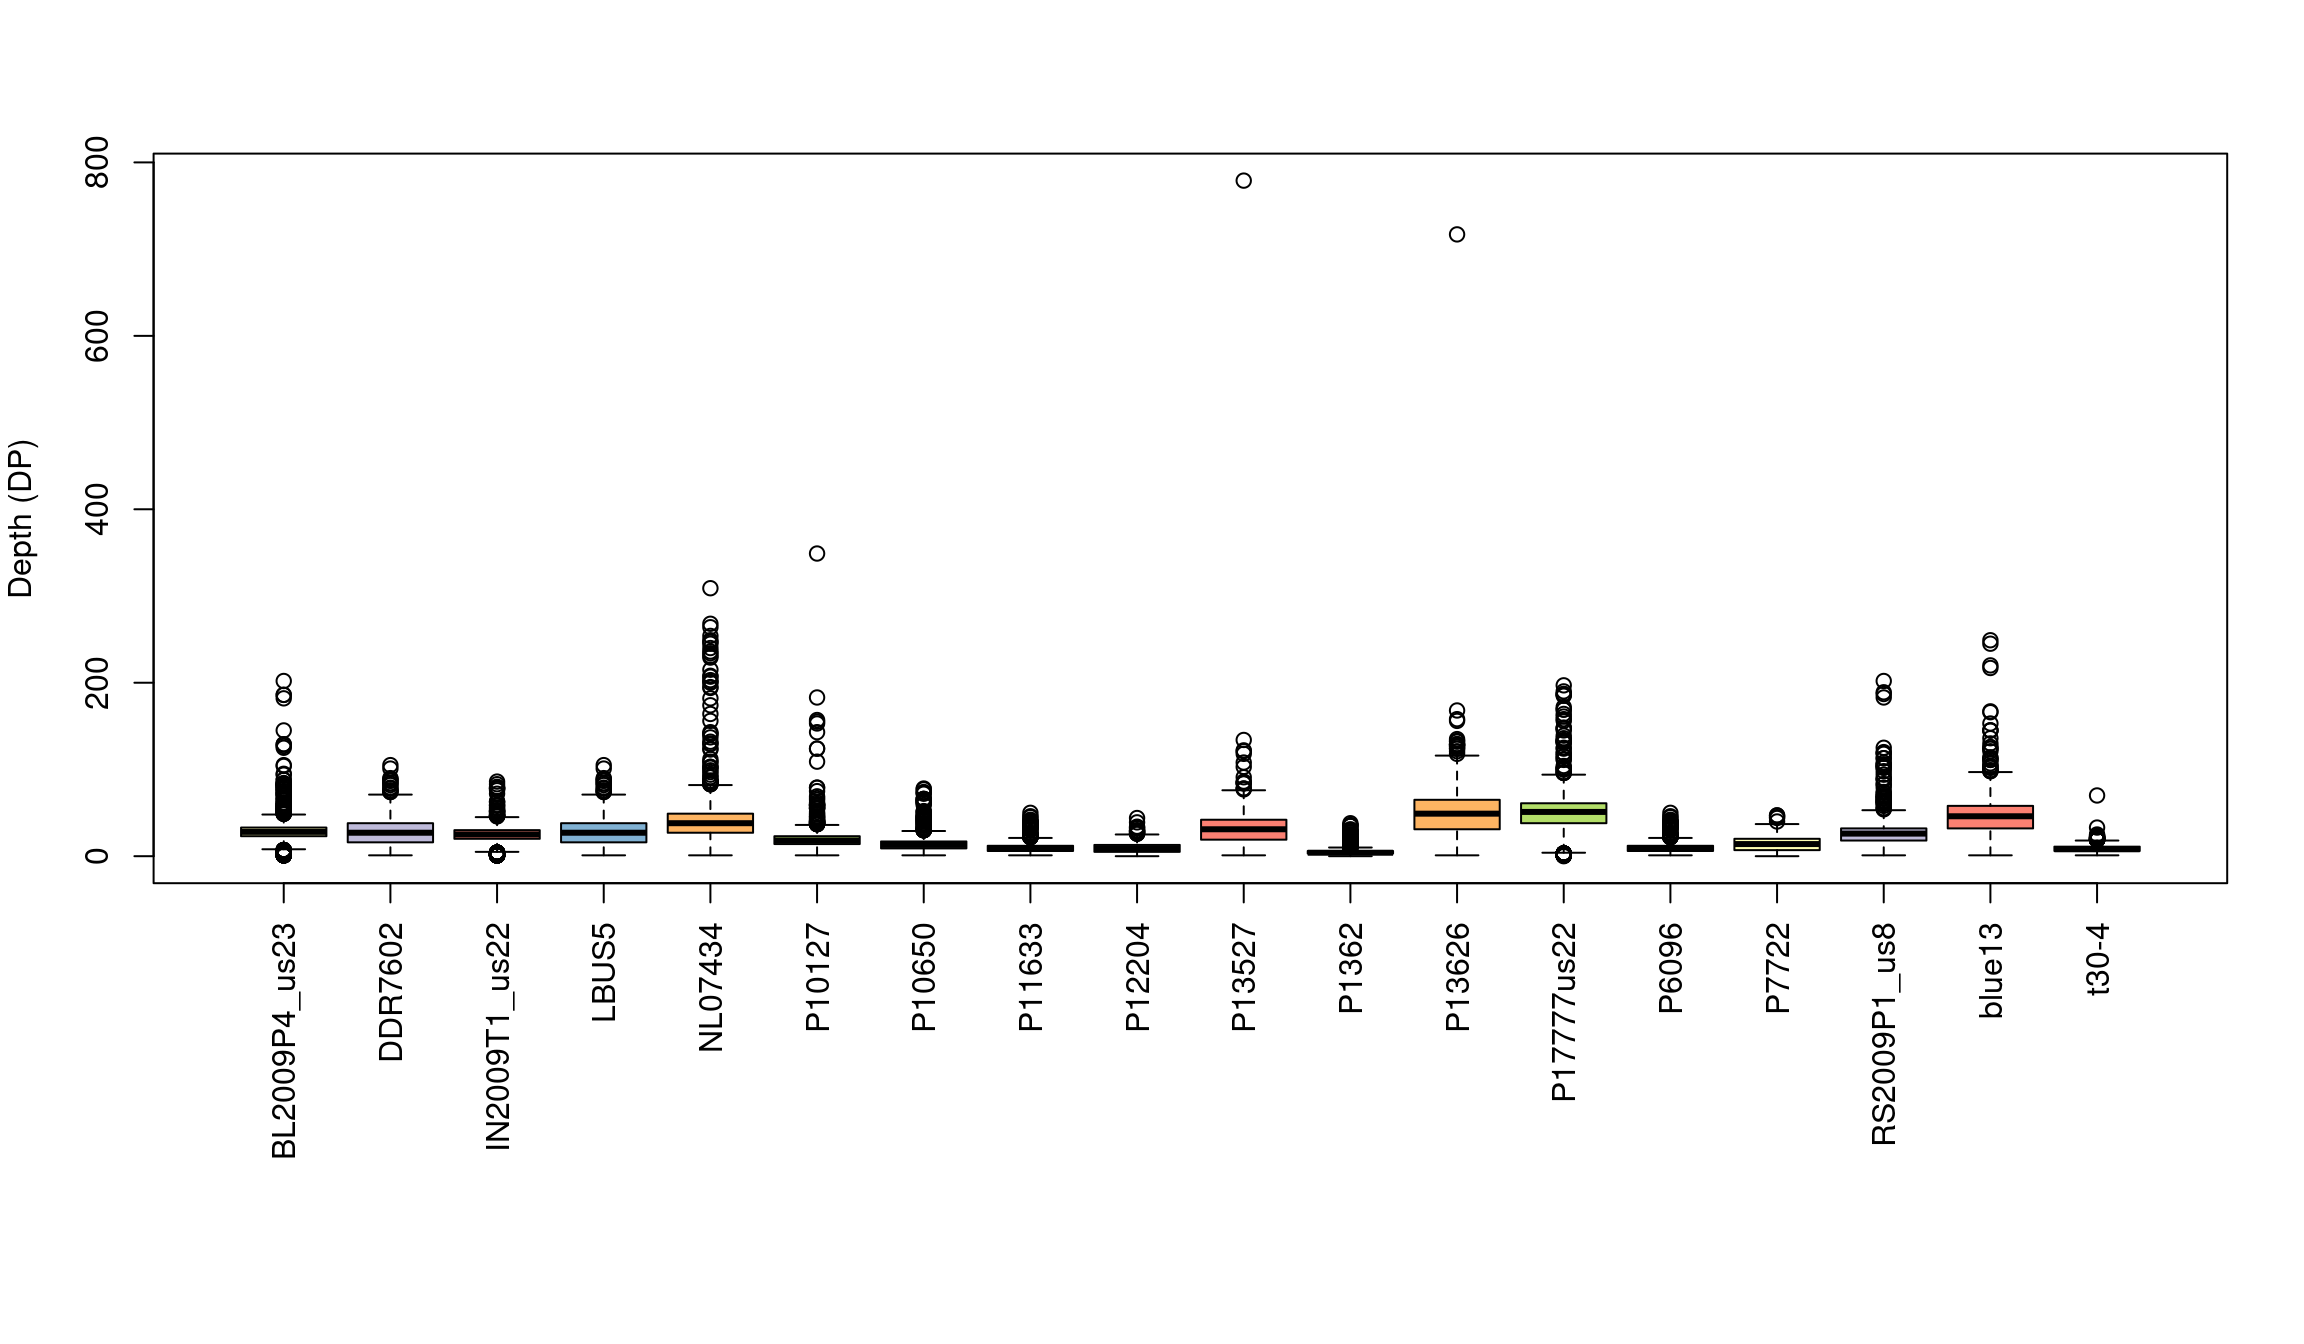 Depth (DP)
800
600
400
200
0
BL2009P4_us23
DDR7602
IN2009T1_us22
LBUS5
NL07434
P10127
P10650
P11633
P12204
P13527
P1362
P13626
P17777us22
P6096
P7722
RS2009P1_us8
blue13
t30-4